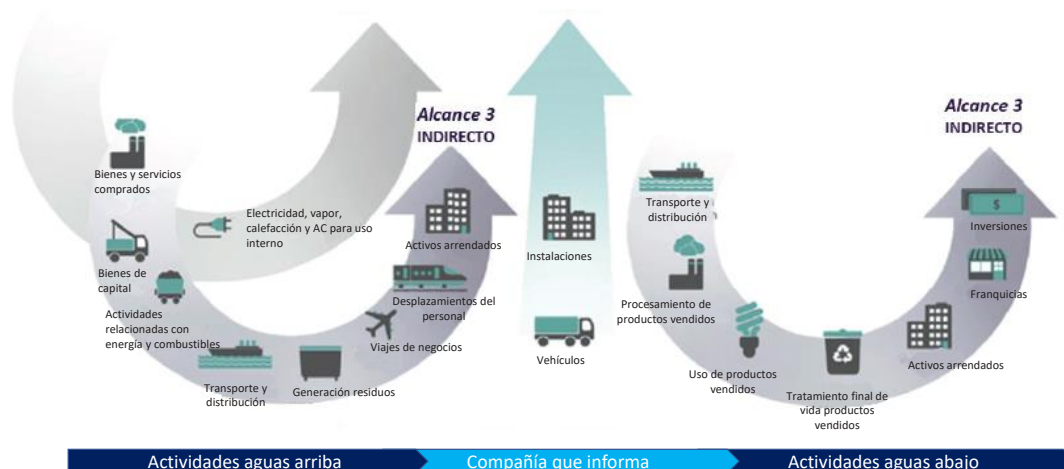 Alcance 3
INDIRECTO
Bienes y servicios
comprados
Electricidad, vapor,
calefacción y AC para uso
interno
Bienes de
capital
Actividades
relacionadas con
energía y combustibles
Transporte y
distribución
Generación residuos
Viajes de negocios
Desplazamientos del
personal
Activos arrendados
Instalaciones
Vehículos
Alcance 3
INDIRECTO
Transporte y
distribución
Procesamiento de
productos vendidos
Uso de productos
vendidos
Tratamiento final de
vida productos
vendidos
Activos arrendados
Franquicias
$
Inversiones
Actividades aguas arriba
Compañía que informa
Actividades aguas abajo